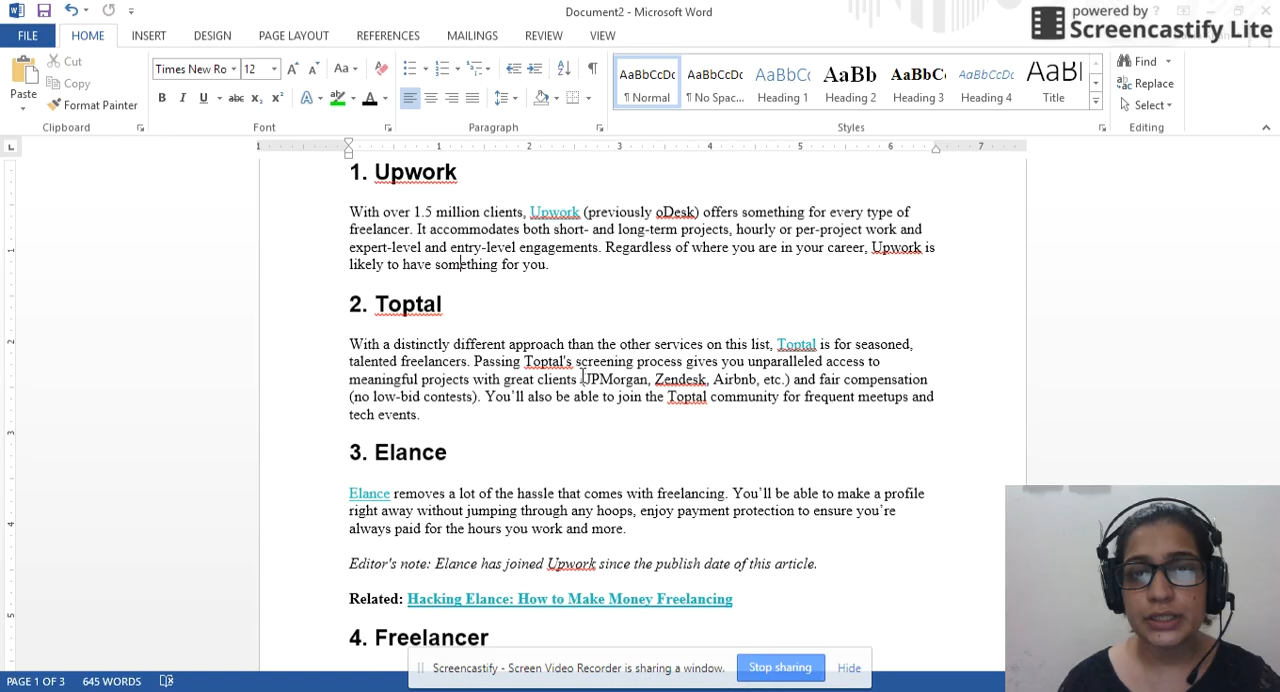 Document2 - Microsoft Word
powered by
Screencastify Lite
FILE HOME INSERT DESIGN PAGE LAYOUT REFERENCES MAILINGS REVIEW VIEW
Paste
Cut
Copy
Format Painter
Clipboard
Times New Ro 12
Font
Paragraph
AaBbCcDc AaBbCcDc AaBbC AaBb AaBbC AaBbCcDc AaB
¶ Normal ¶ No Spac... Heading 1 Heading 2 Heading 3 Heading 4 Title
Styles
Find
Replace
Select
Editing
1 1 2 3 4 5 6 7
1. Upwork
With over 1.5 million clients, Upwork (previously oDesk) offers something for every type of
freelancer. It accommodates both short- and long-term projects, hourly or per-project work and
expert-level and entry-level engagements. Regardless of where you are in your career, Upwork is
likely to have something for you.
2. Toptal
With a distinctly different approach than the other services on this list, Toptal is for seasoned,
talented freelancers. Passing Toptal's screening process gives you unparalleled access to
meaningful projects with great clients (JPMorgan, Zendesk, Airbnb, etc.) and fair compensation
(no low-bid contests). You’ll also be able to join the Toptal community for frequent meetups and
tech events.
3. Elance
Elance removes a lot of the hassle that comes with freelancing. You’ll be able to make a profile
right away without jumping through any hoops, enjoy payment protection to ensure you’re
always paid for the hours you work and more.
Editor's note: Elance has joined Upwork since the publish date of this article.
Related: Hacking Elance: How to Make Money Freelancing
4. Freelancer
Screencastify - Screen Video Recorder is sharing a window. Stop sharing Hide
PAGE 1 OF 3 645 WORDS